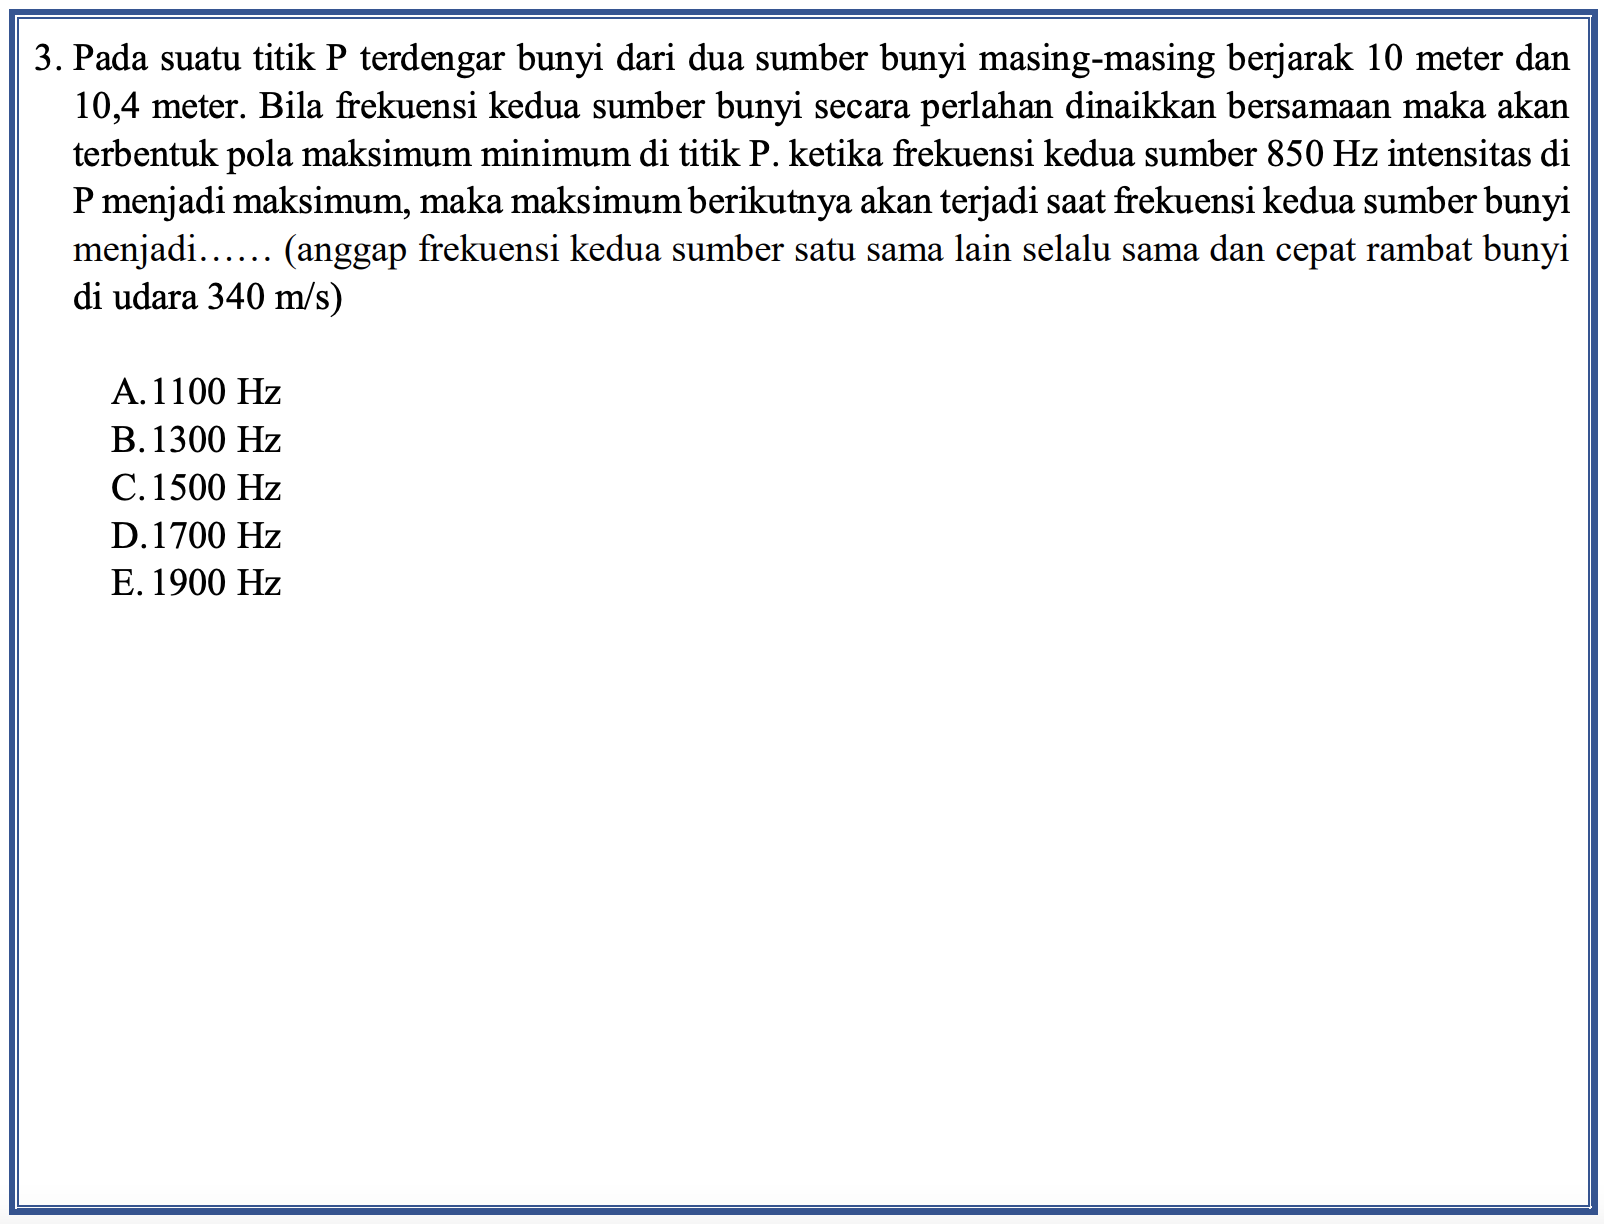 3. Pada suatu titik P terdengar bunyi dari dua sumber bunyi masing-masing berjarak 10 meter dan
10,4 meter. Bila frekuensi kedua sumber bunyi secara perlahan dinaikkan bersamaan maka akan
terbentuk pola maksimum minimum di titik P. ketika frekuensi kedua sumber 850 Hz intensitas di
P menjadi maksimum, maka maksimum berikutnya akan terjadi saat frekuensi kedua sumber bunyi
menjadi…… (anggap frekuensi kedua sumber satu sama lain selalu sama dan cepat rambat bunyi
di udara 340 m/s)
A. 1100 Hz
B. 1300 Hz
C. 1500 Hz
D. 1700 Hz
E. 1900 Hz